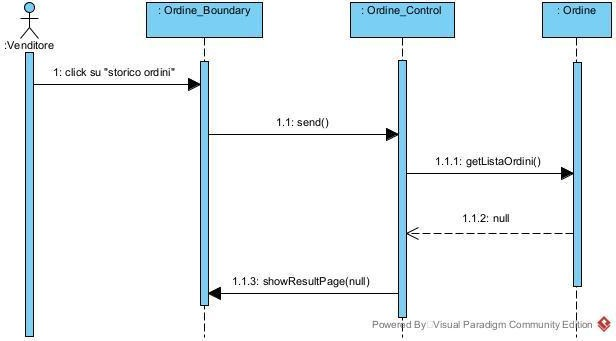 : Ordine_Boundary
: Ordine_Control
: Ordine
:Venditore
1: click su "storico ordini"
1.1: send()
1.1.1: getListaOrdini()
1.1.2: null
1.1.3: showResultPage(null)
Powered By Visual Paradigm Community Edition